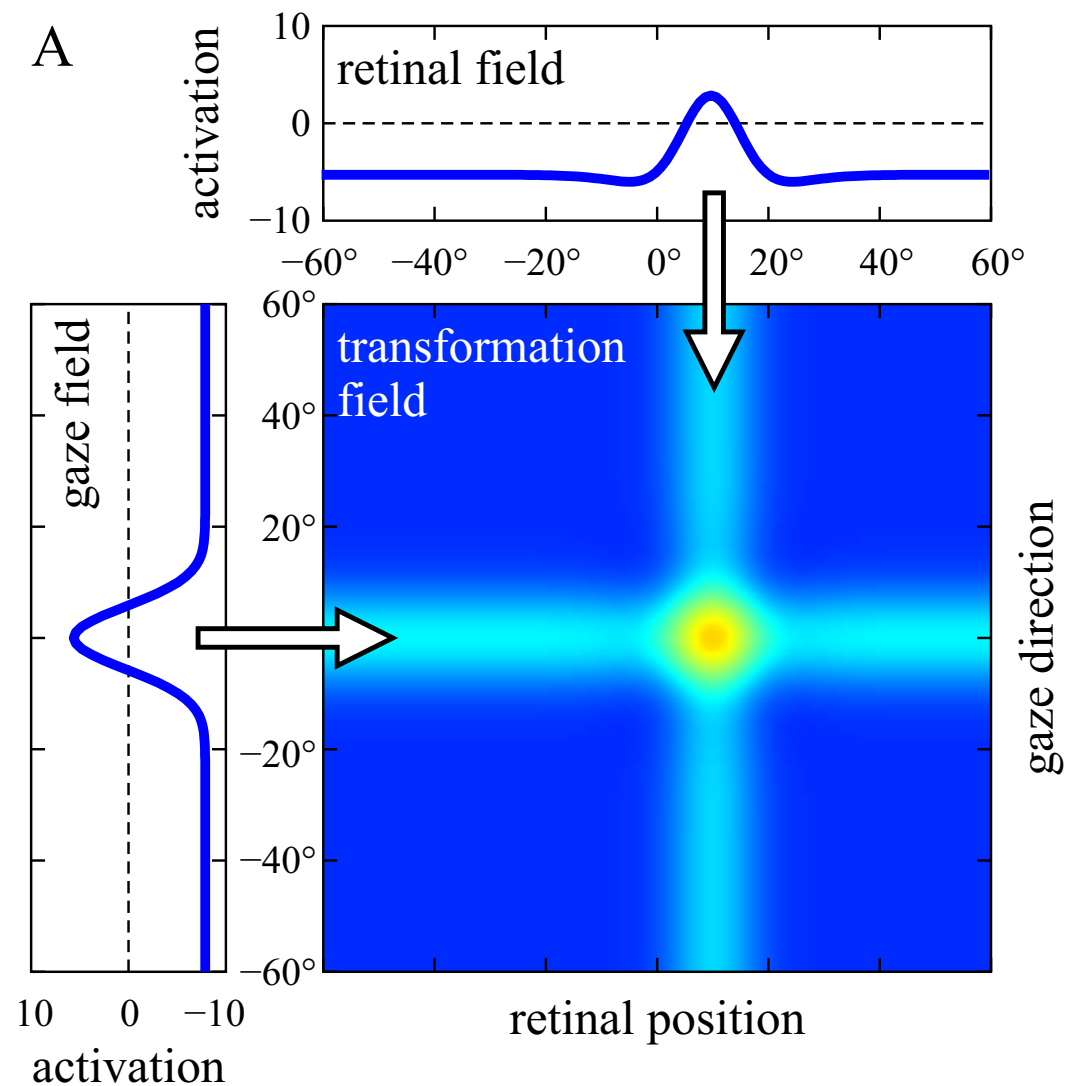 A
activation
retinal field
10
0
−10
−60° −40° −20° 0° 20° 40° 60°
gaze field
10 0 −10
activation
60°
40°
20°
−20°
−40°
−60°
transformation
field
gaze direction
retinal position